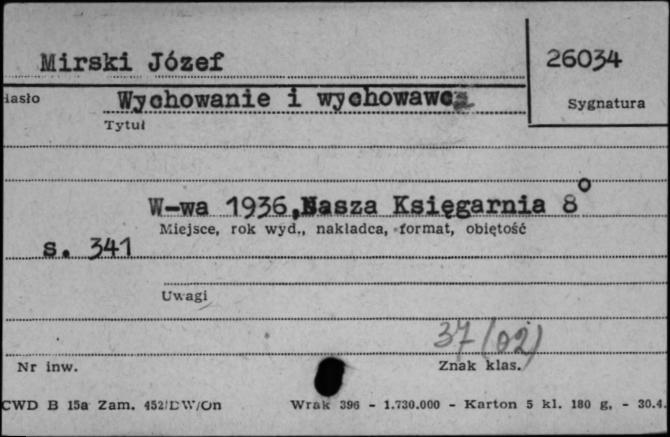 Mirski Józef
26034
Wychowanie i wychowawca
Sygnatura
Tytuł
W-wa 1936,Nasza Księgarnia 8°
Miejsce, rok wyd., nakładca, format, objętość
s. 341
Uwagi
37 (02)
Nr inw.
Znak klas.
CWD B 15a Zam. 452/DW/On
Wrak 396 - 1.730.000 - Karton 5 kl. 180 g. - 30.4.